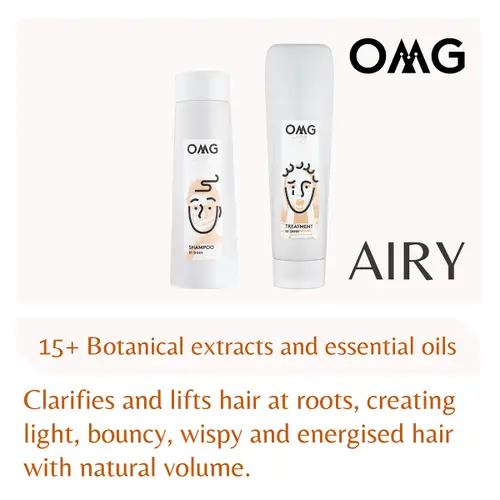 OMG
OMG
SHAMPOO
OMG
TREATMENT
AIRY
15+ Botanical extracts and essential oils
Clarifies and lifts hair at roots, creating
light, bouncy, wispy and energised hair
with natural volume.